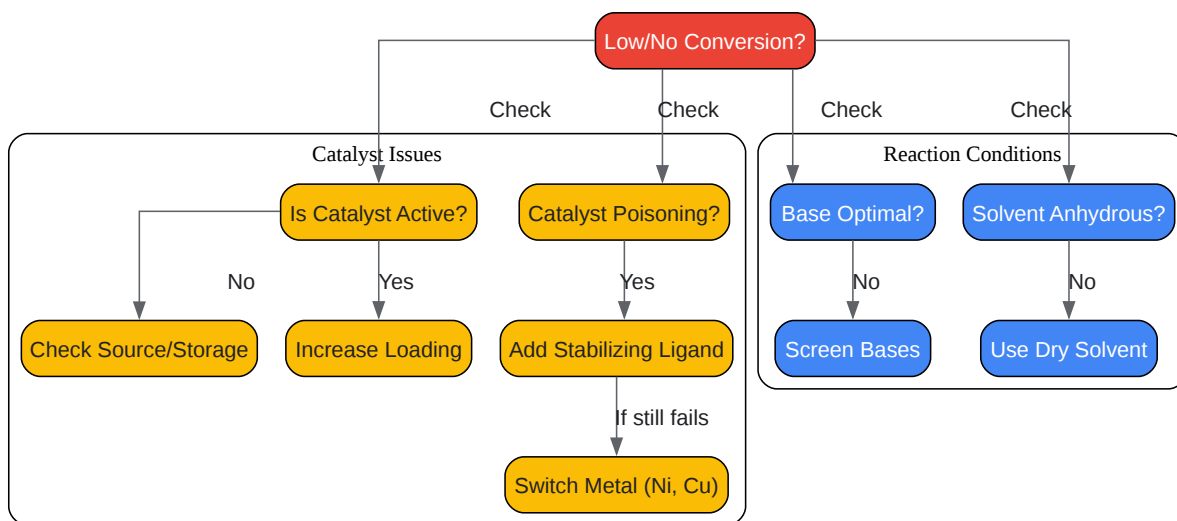 Low/No Conversion?
Check
Check
Check
Check
Catalyst Issues
Reaction Conditions
Is Catalyst Active?
Catalyst Poisoning?
Base Optimal?
Solvent Anhydrous?
No
Yes
Yes
No
No
Check Source/Storage
Increase Loading
Add Stabilizing Ligand
Screen Bases
Use Dry Solvent
If still fails
Switch Metal (Ni, Cu)